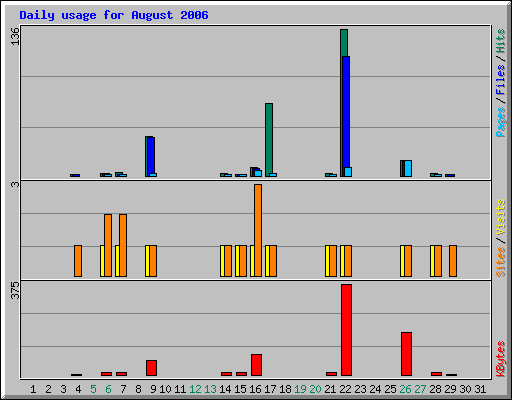 Daily usage for August 2006
136
Pages / Files / Hits
3
Sites / Visits
375
KBytes
1 2 3 4 5 6 7 8 9 10 11 12 13 14 15 16 17 18 19 20 21 22 23 24 25 26 27 28 29 30 31